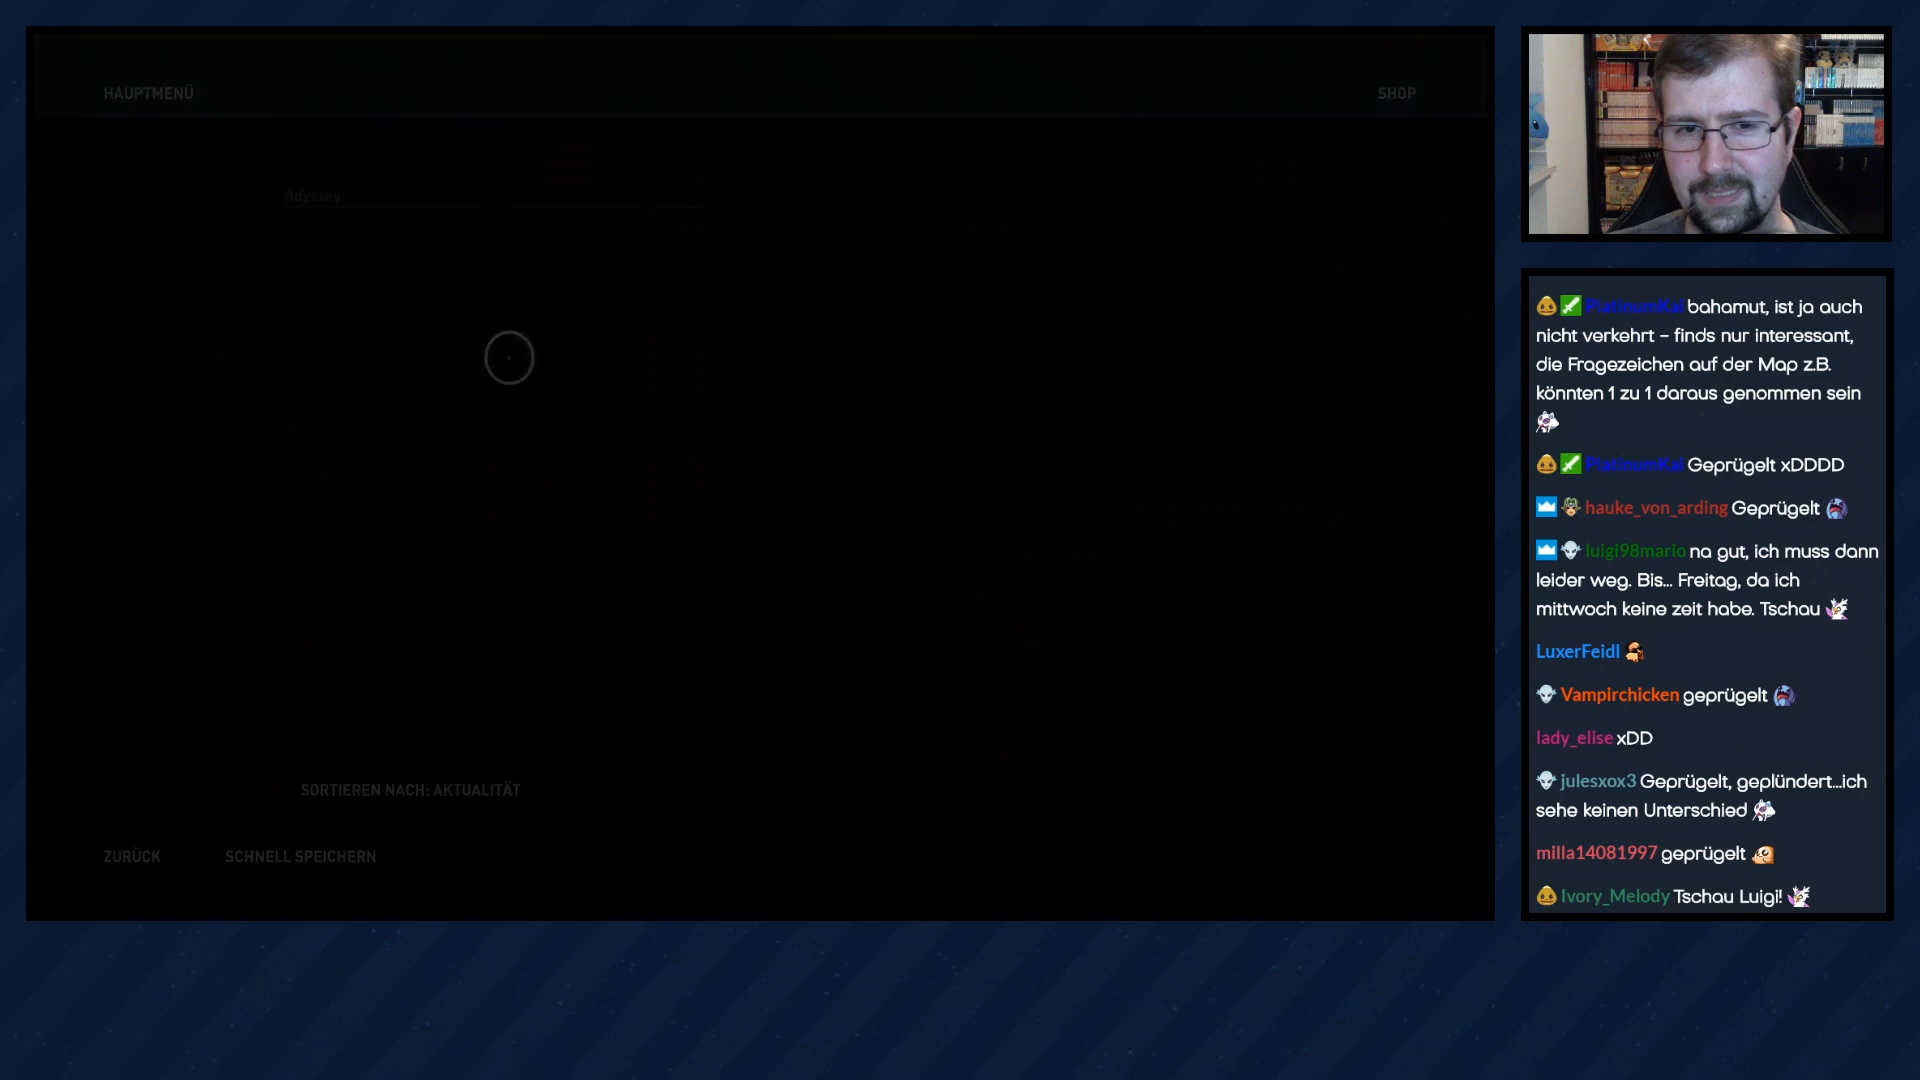 HAUPTMENÜ
SHOP
Odyssey
SORTIEREN NACH: AKTUALITÄT
ZURÜCK
SCHNELL SPEICHERN
PlatinumKai bahamut, ist ja auch
nicht verkehrt - finds nur interessant,
die Fragezeichen auf der Map z.B.
könnten 1 zu 1 daraus genommen sein
PlatinumKai Geprügelt xDDDD
hauke_von_arding Geprügelt
luigi98mario na gut, ich muss dann
leider weg. Bis... Freitag, da ich
mittwoch keine zeit habe. Tschau
LuxerFeidl
Vampirchicken geprügelt
lady_elise xDD
julesxox3 Geprügelt, geplündert...ich
sehe keinen Unterschied
milla14081997 geprügelt
Ivory_Melody Tschau Luigi!